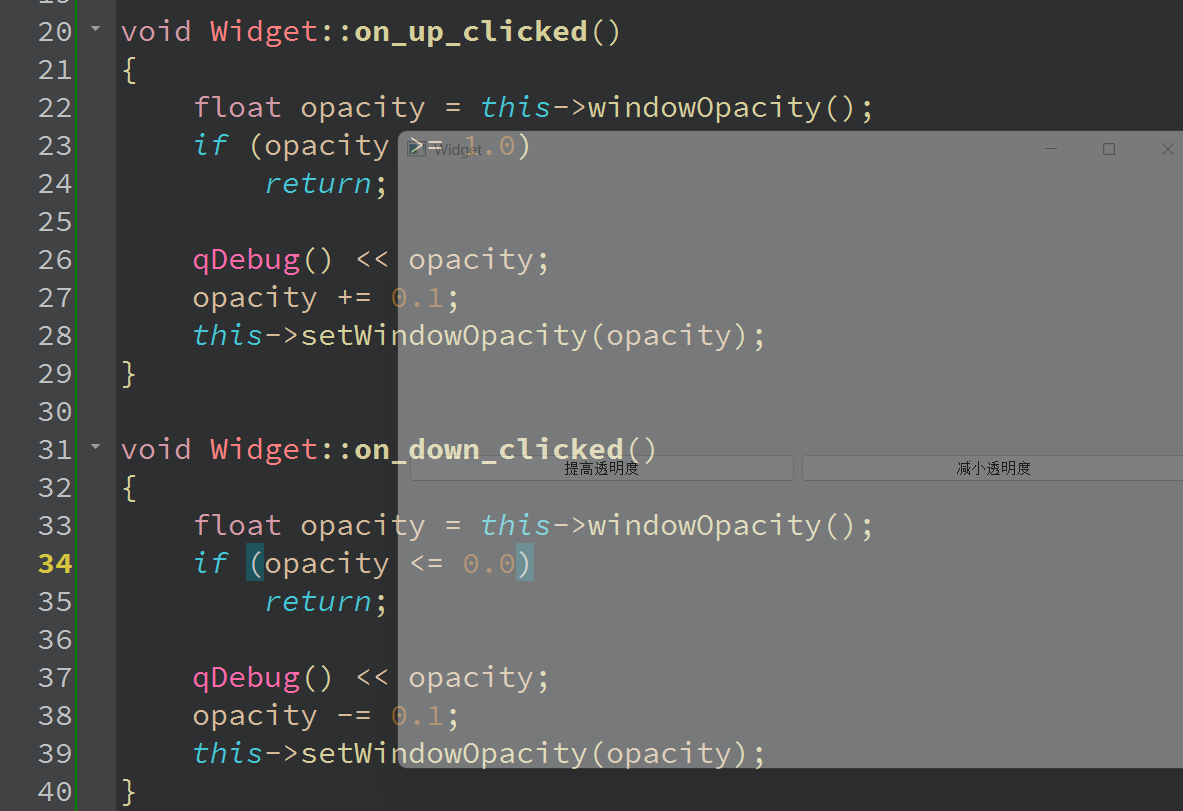 20 void Widget::on_up_clicked()
21 {
22 float opacity = this->windowOpacity();
23 if (opacity >= 1.0)
Widget
24 return;
25
26 qDebug() << opacity;
27 opacity += 0.1;
28 this->setWindowOpacity(opacity);
29 }
30
31 void Widget::on_down_clicked()
提高透明度 减小透明度
32 {
33 float opacity = this->windowOpacity();
34 if (opacity <= 0.0)
35 return;
36
37 qDebug() << opacity;
38 opacity -= 0.1;
39 this->setWindowOpacity(opacity);
40 }